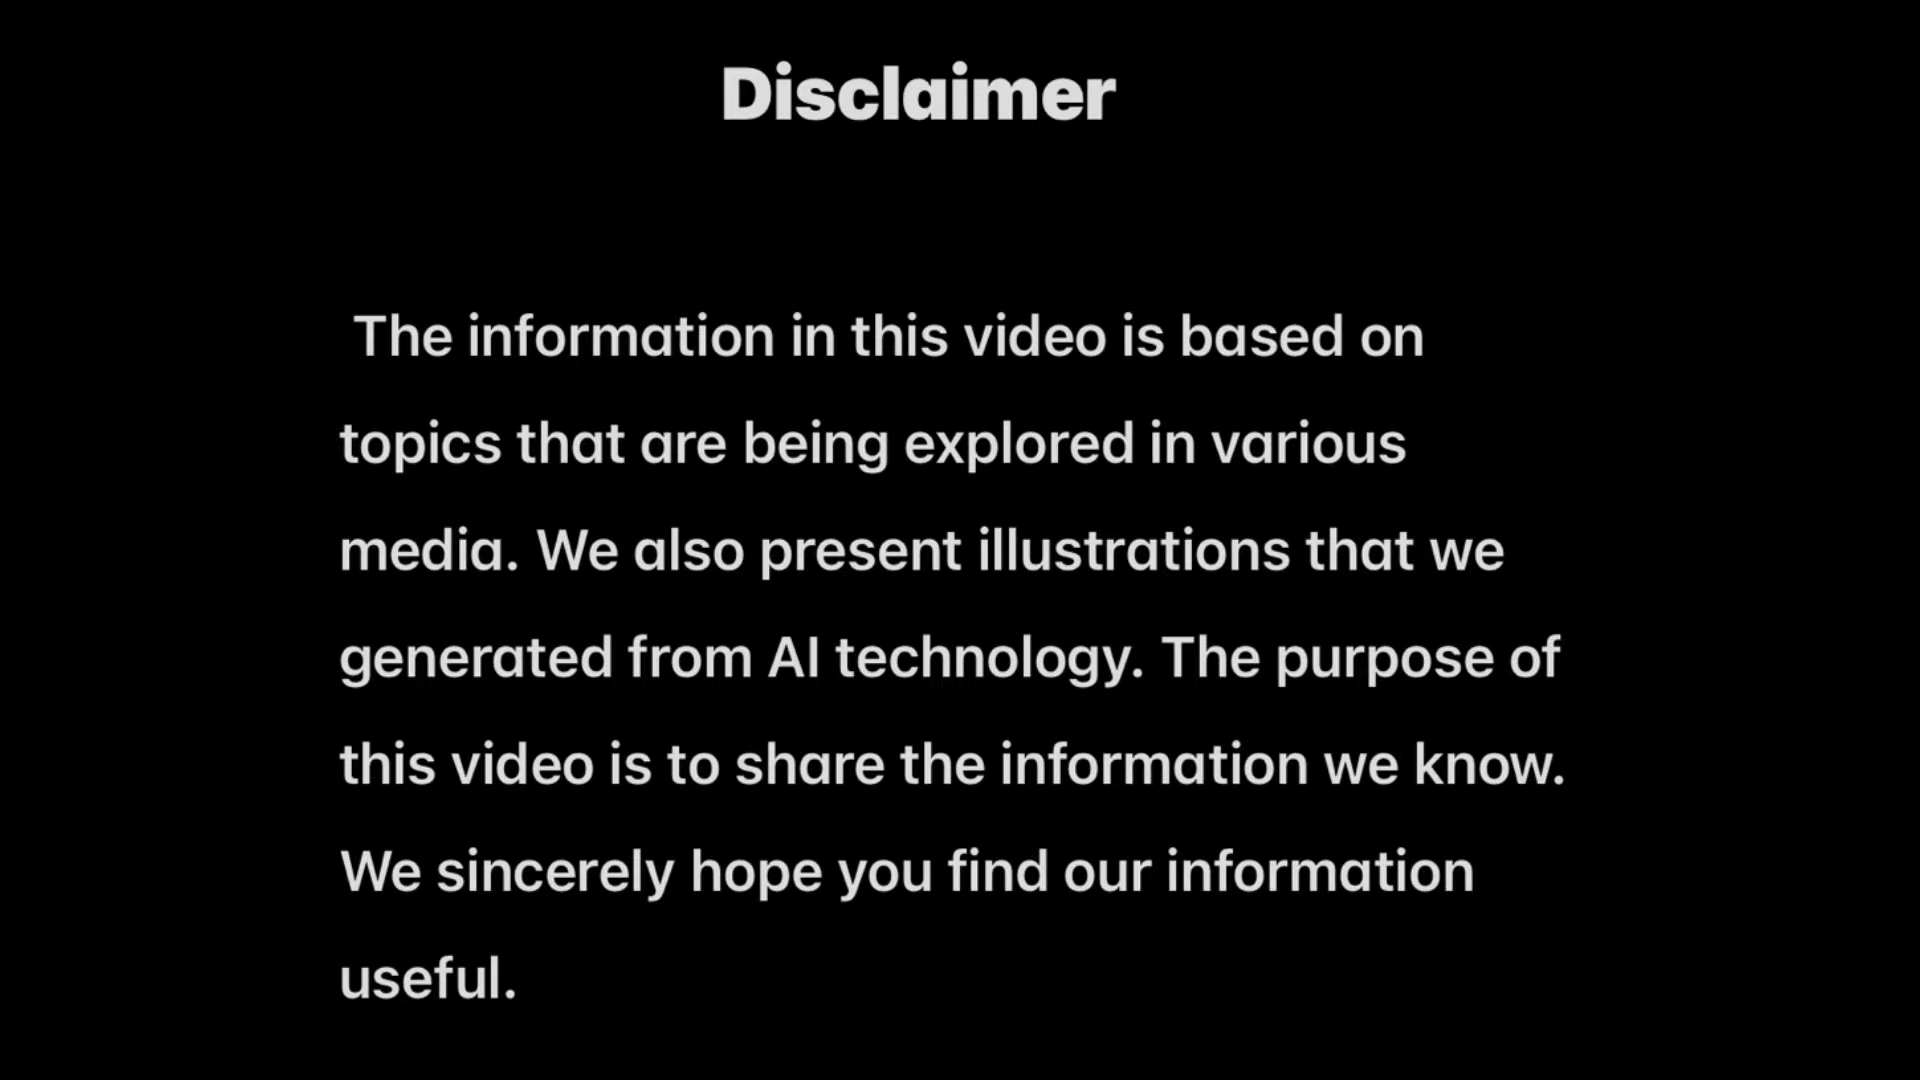 Disclaimer
The information in this video is based on
topics that are being explored in various
media. We also present illustrations that we
generated from AI technology. The purpose of
this video is to share the information we know.
We sincerely hope you find our information
useful.